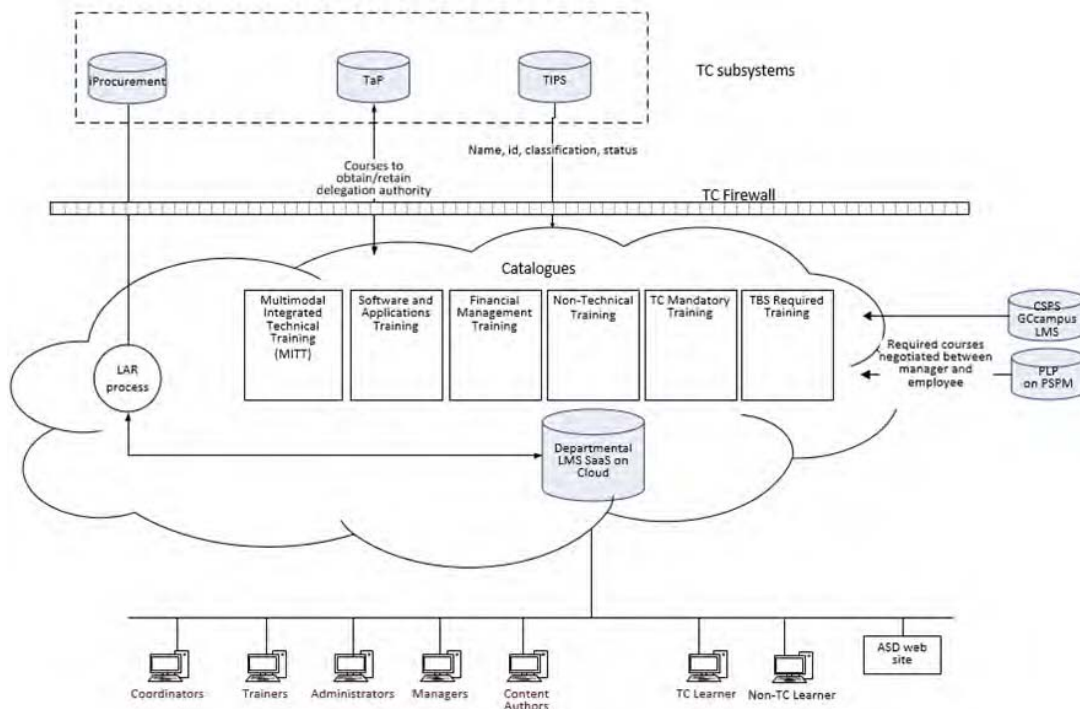 iProcurement
TaP
TIPS
TC subsystems
Name, id, classification, status
Courses to
obtain/retain
delegation authority
TC Firewall
Catalogues
Multimodal
Integrated
Technical
Training
(MITT)
Software and
Applications
Training
Financial
Management
Training
Non-Technical
Training
TC Mandatory
Training
TBS Required
Training
CSPS
GCcampus
LMS
Required courses
negotiated between
manager and
employee
PLP
on PSPM
LAR
process
Departmental
LMS SaaS on
Cloud
Coordinators
Trainers
Administrators
Managers
Content
Authors
TC Learner
Non-TC Learner
ASD web
site